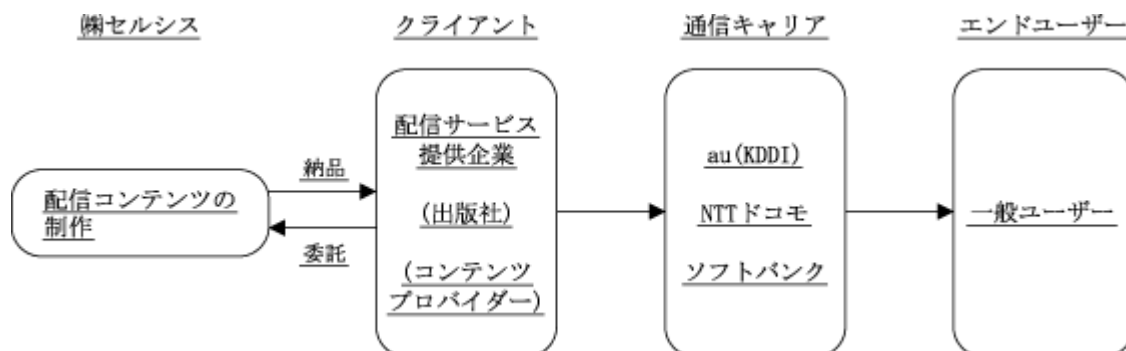 ㈱セルシス
クライアント
通信キャリア
エンドユーザー
配信コンテンツの
制作
納品
委託
配信サービス
提供企業
(出版社)
(コンテンツ
プロバイダー)
au(KDDI)
NTTドコモ
ソフトバンク
一般ユーザー